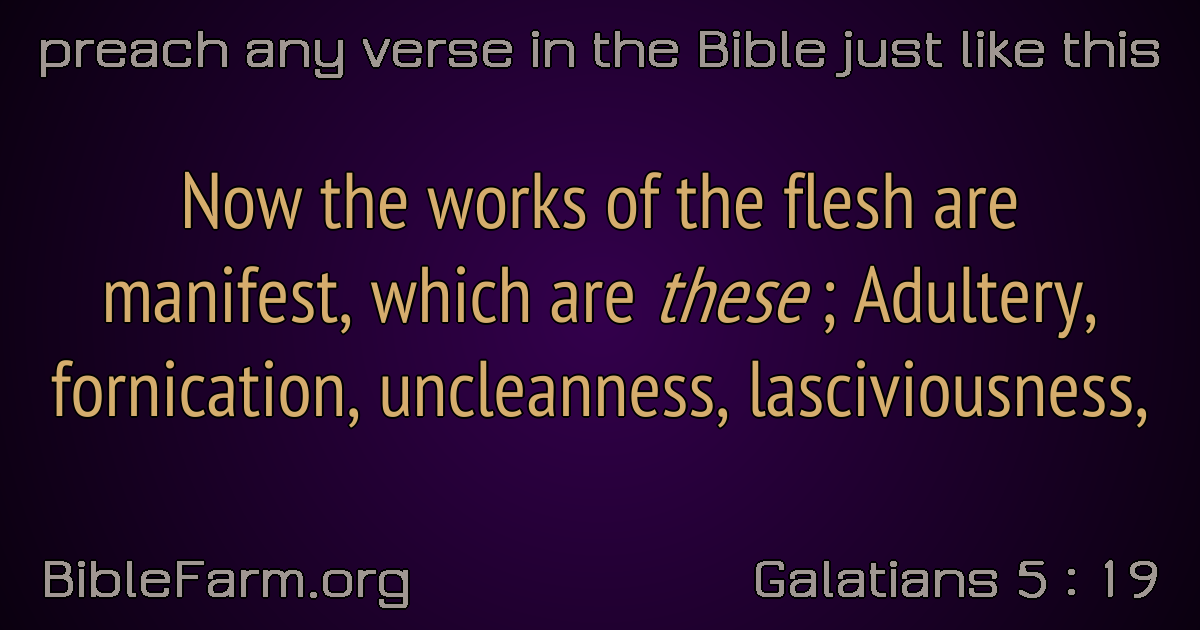 preach any verse in the Bible just like this
Now the works of the flesh are
manifest, which are these ; Adultery,
fornication, uncleanness, lasciviousness,
BibleFarm.org
Galatians 5 : 19